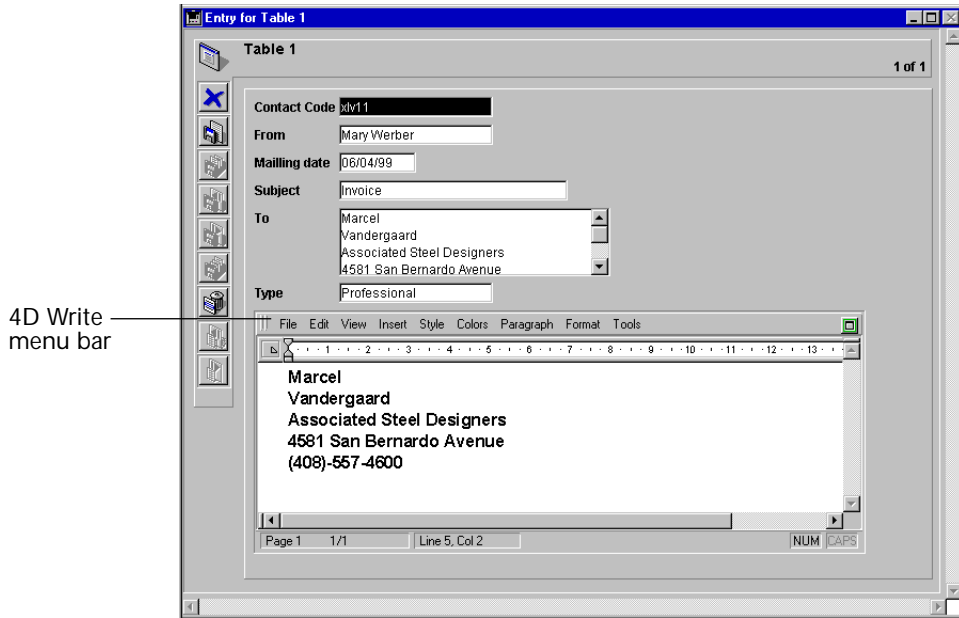 Entry for Table 1
Table 1
1 of 1
Contact Code xlv11
From Mary Werber
Mailling date 06/04/99
Subject Invoice
To Marcel
Vandergaard
Associated Steel Designers
4581 San Bernardo Avenue
Type Professional
4D Write
menu bar
File Edit View Insert Style Colors Paragraph Format Tools
1 2 3 4 5 6 7 8 9 10 11 12 13
Marcel
Vandergaard
Associated Steel Designers
4581 San Bernardo Avenue
(408)-557-4600
Page 1 1/1 Line 5, Col 2 NUM CAPS